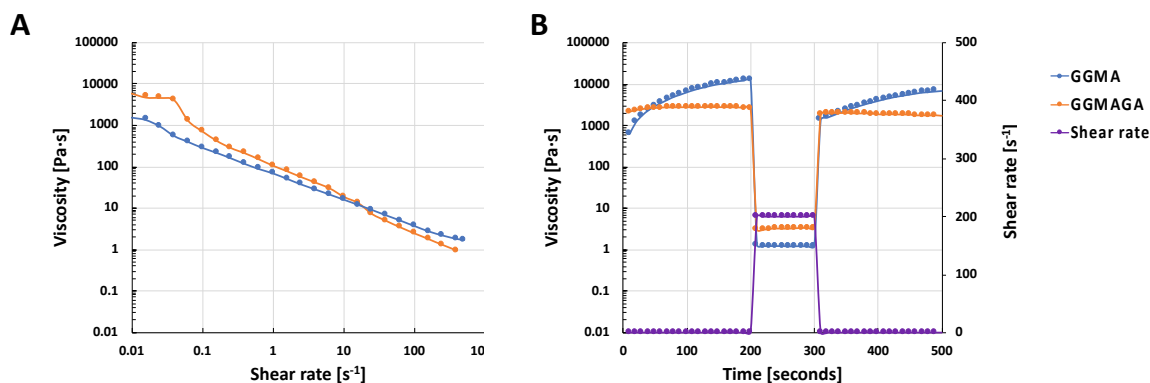 A
100000
10000
1000
100
10
1
0.1
0.01
Viscosity [Pa·s]
0.01 0.1 1 10 100 100
Shear rate [s⁻¹]
B
100000
10000
1000
100
10
1
0.1
0.01
Viscosity [Pa·s]
500
400
300
200
100
0
Shear rate [s⁻¹]
0 100 200 300 400 500
Time [seconds]
GGMA
GGMAGA
Shear rate